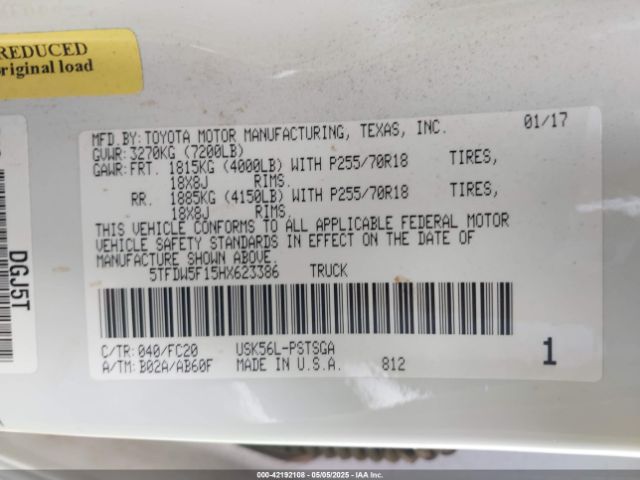 REDUCED
original load
DGJ5T
MFD.BY:TOYOTA MOTOR MANUFACTURING, TEXAS, INC. 01/17
GVWR:3270KG (7200LB)
GAWR:FRT. 1815KG (4000LB) WITH P255/70R18 TIRES,
18X8J RIMS.
RR. 1885KG (4150LB) WITH P255/70R18 TIRES,
18X8J RIMS.
THIS VEHICLE CONFORMS TO ALL APPLICABLE FEDERAL MOTOR
VEHICLE SAFETY STANDARDS IN EFFECT ON THE DATE OF
MANUFACTURE SHOWN ABOVE.
5TFDW5F15HX623386 TRUCK
C/TR:040/FC20 USK56L-PSTSGA
A/TM:B02A/AB60F MADE IN U.S.A. 812
1
000-42192108 - 05/05/2025 - IAA Inc.